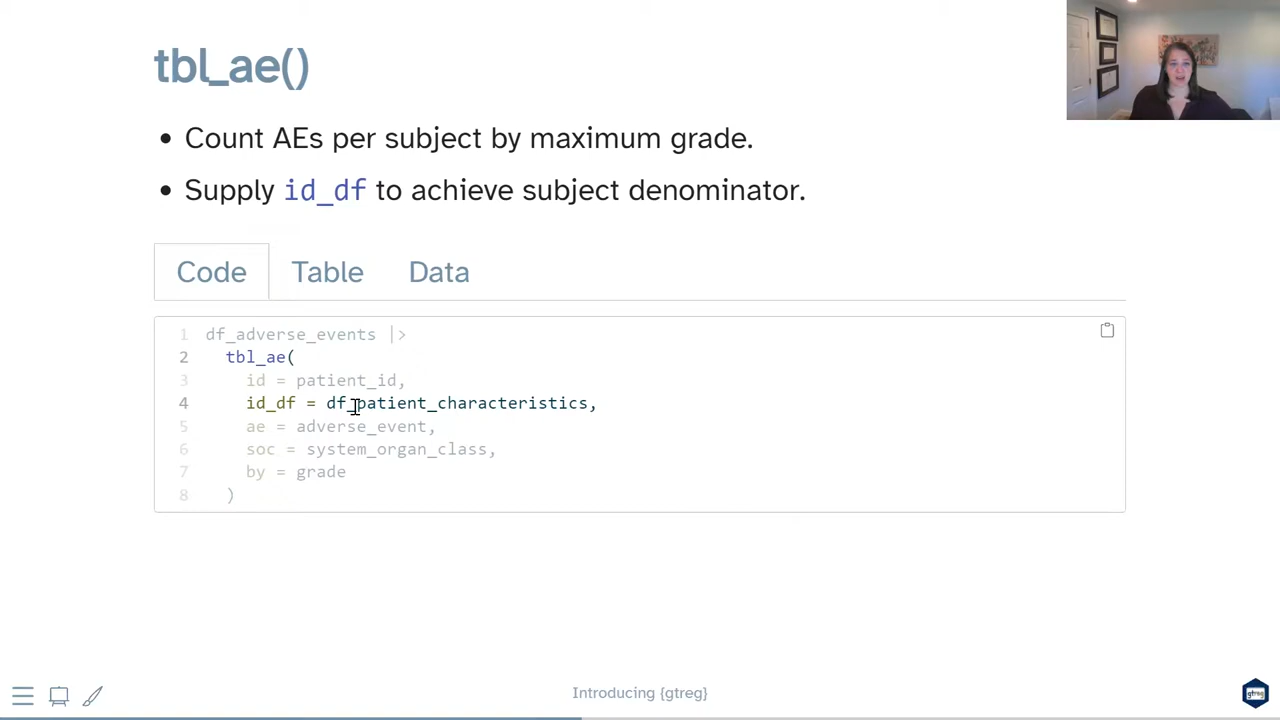 tbl_ae()
• Count AEs per subject by maximum grade.
• Supply id_df to achieve subject denominator.
Code Table Data
1 df_adverse_events |>
2 tbl_ae(
3 id = patient_id,
4 id_df = df_patient_characteristics,
5 ae = adverse_event,
6 soc = system_organ_class,
7 by = grade
8 )
Introducing {gtreg}
gtreg